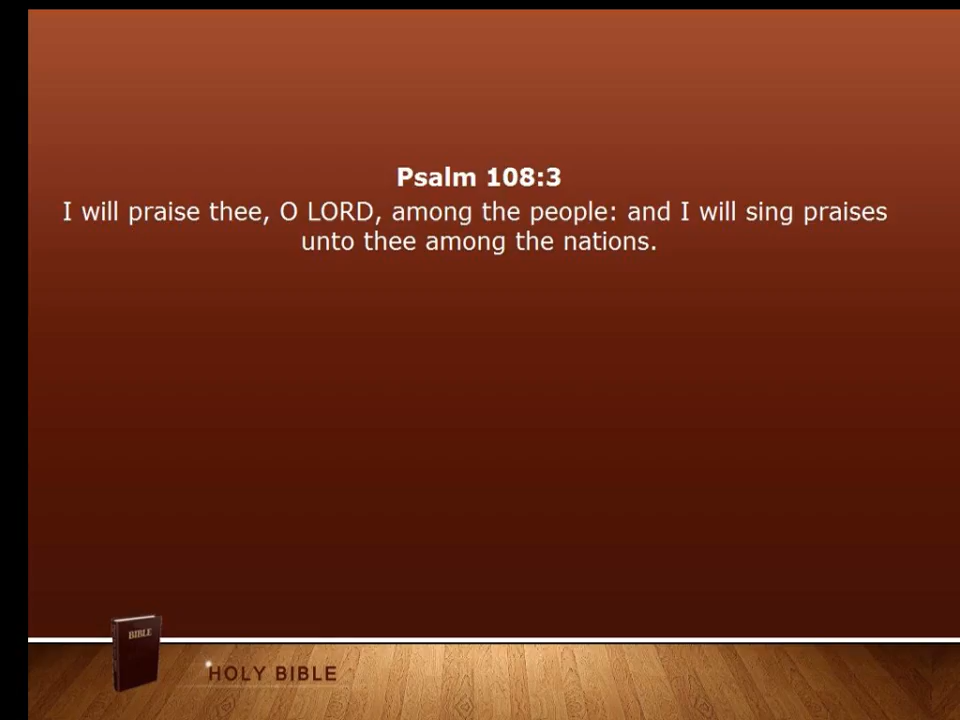 Psalm 108:3
I will praise thee, O LORD, among the people: and I will sing praises
unto thee among the nations.
BIBLE
HOLY BIBLE